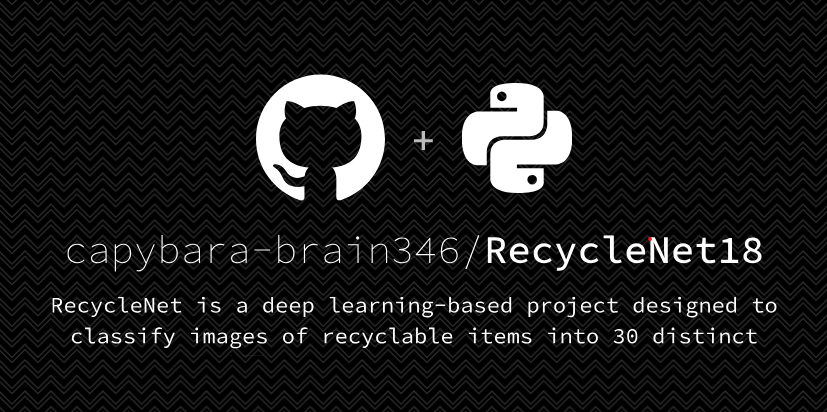 +
capybara-brain346/RecycleNet18
RecycleNet is a deep learning-based project designed to
classify images of recyclable items into 30 distinct